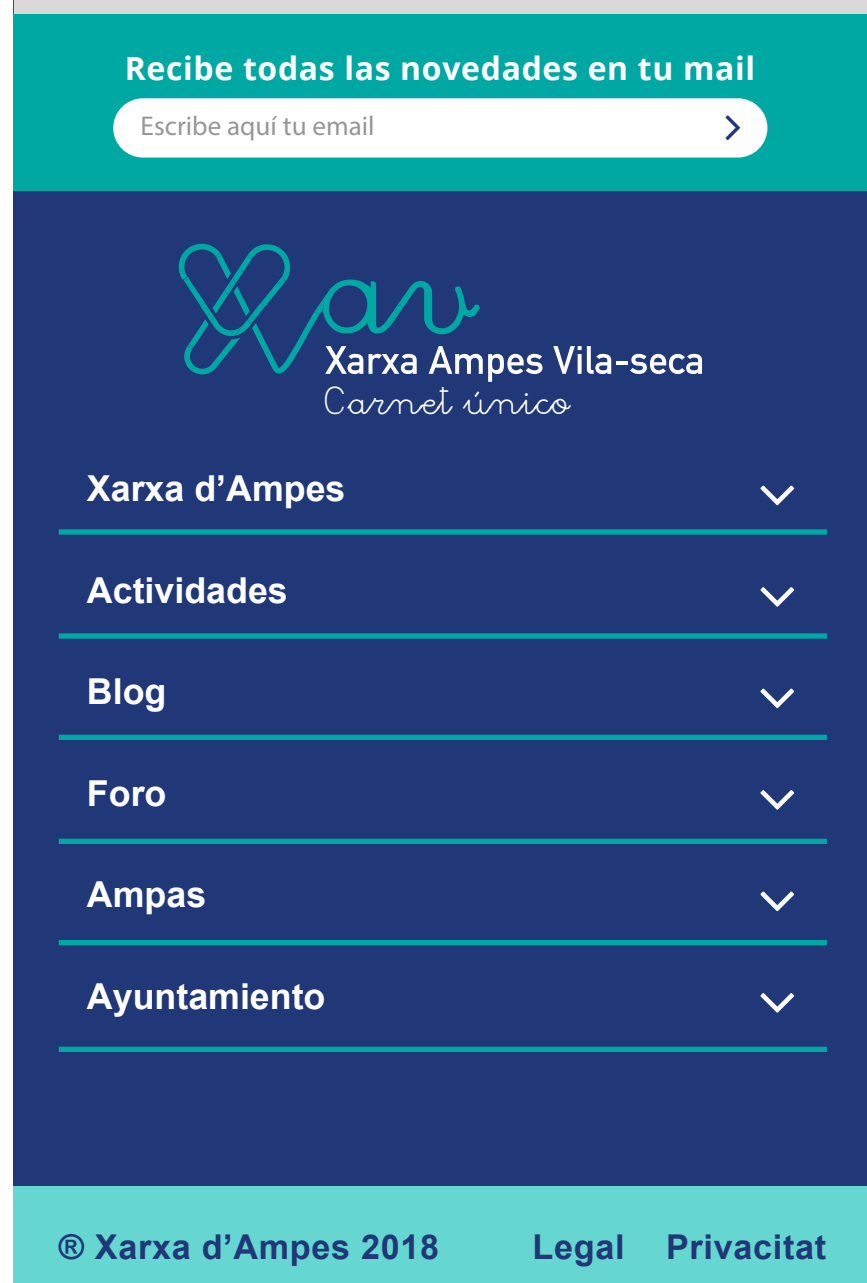 Recibe todas las novedades en tu mail
Escribe aquí tu email
Xav
Xarxa Ampes Vila-seca
Carnet único
Xarxa d’Ampes
Actividades
Blog
Foro
Ampas
Ayuntamiento
® Xarxa d’Ampes 2018 Legal Privacitat